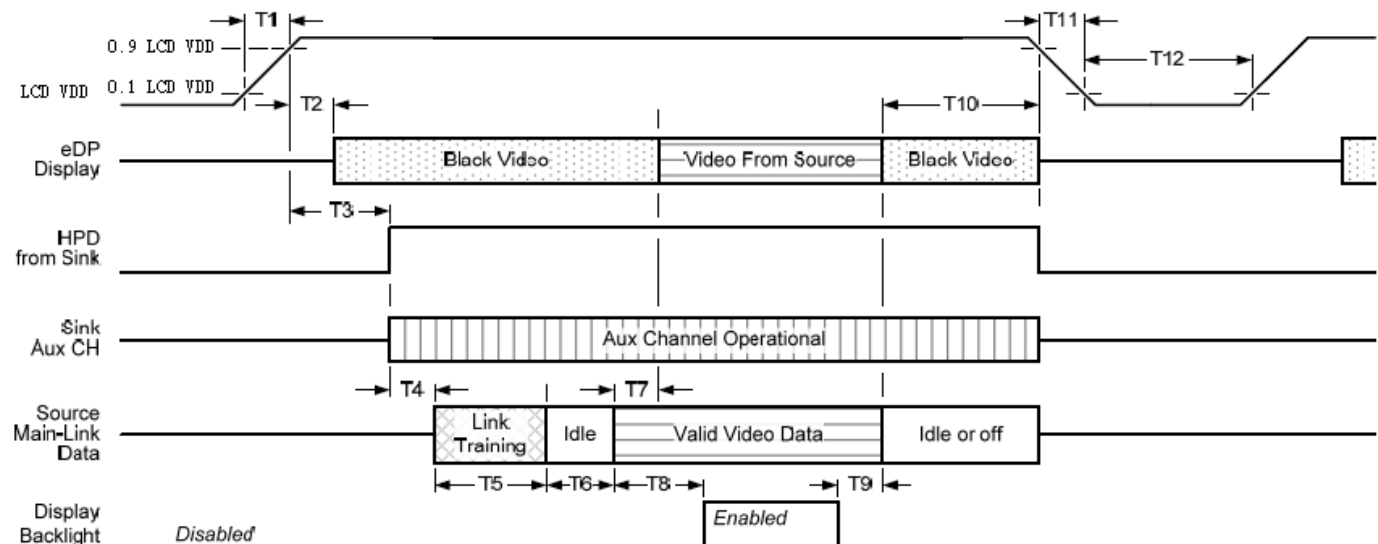 T1
T11
0.9 LCD VDD
T12
LCD VDD
0.1 LCD VDD
T2
T10
eDP
Display
Black Video
Video From Source
Black Video
T3
HPD
from Sink
Sink
Aux CH
Aux Channel Operational
T4
T7
Source
Main-Link
Data
Link
Training
Idle
Valid Video Data
Idle or off
T5
T6
T8
T9
Display
Backlight
Disabled
Enabled